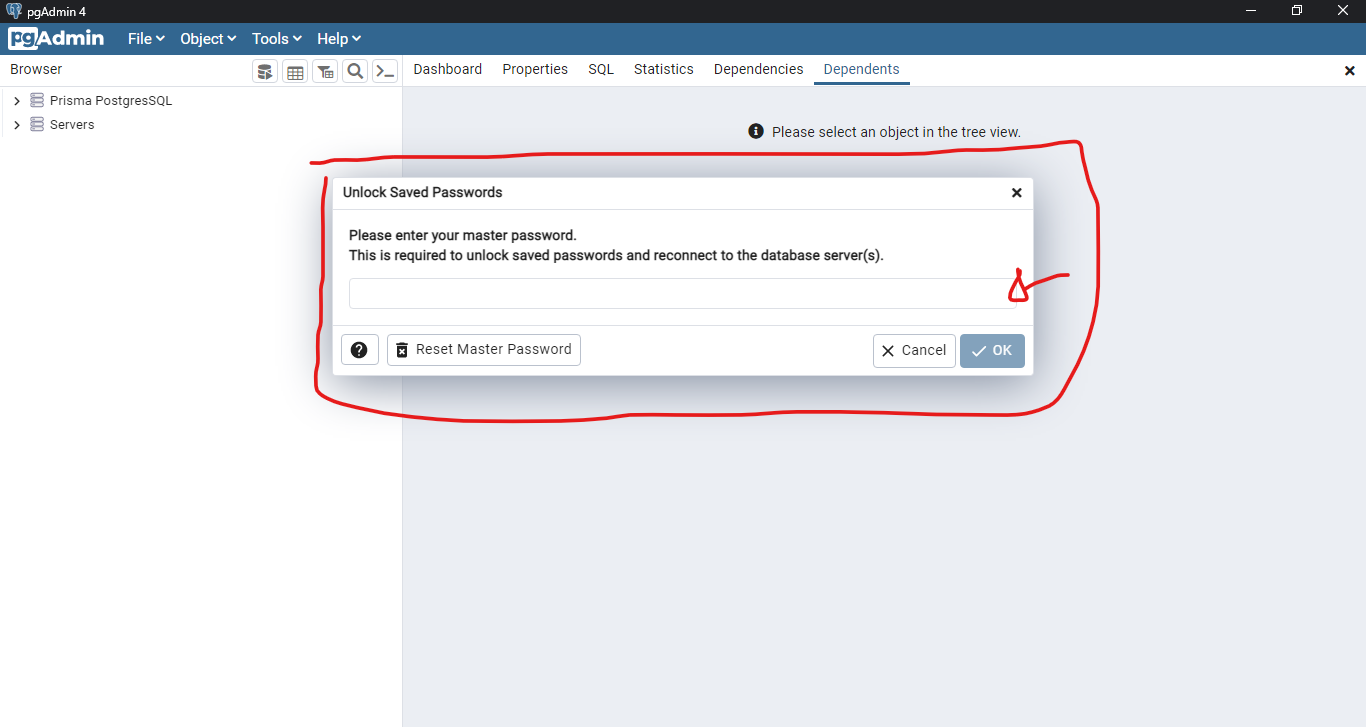 pgAdmin 4
pgAdmin File Object Tools Help
Browser
Dashboard Properties SQL Statistics Dependencies Dependents
Prisma PostgresSQL
Servers
Please select an object in the tree view.
Unlock Saved Passwords
Please enter your master password.
This is required to unlock saved passwords and reconnect to the database server(s).
Reset Master Password Cancel OK